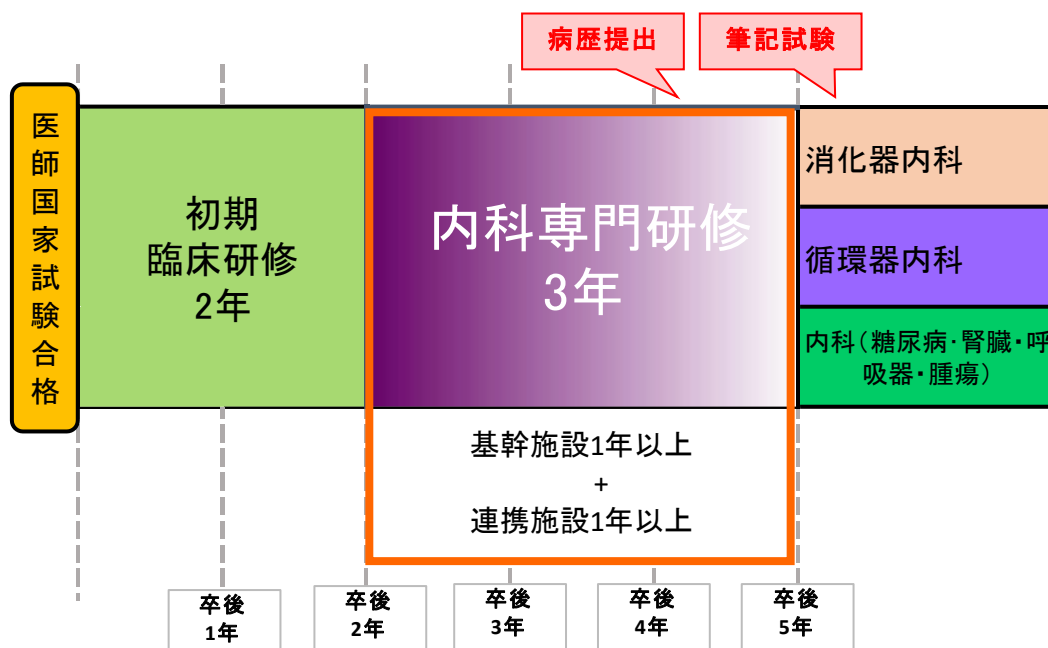 病歴提出
筆記試験
医師国家試験合格
初期
臨床研修
2年
内科専門研修
3年
消化器内科
循環器内科
内科（糖尿病・腎臓・呼
吸器・腫瘍）
基幹施設1年以上
+
連携施設1年以上
卒後
1年
卒後
2年
卒後
3年
卒後
4年
卒後
5年